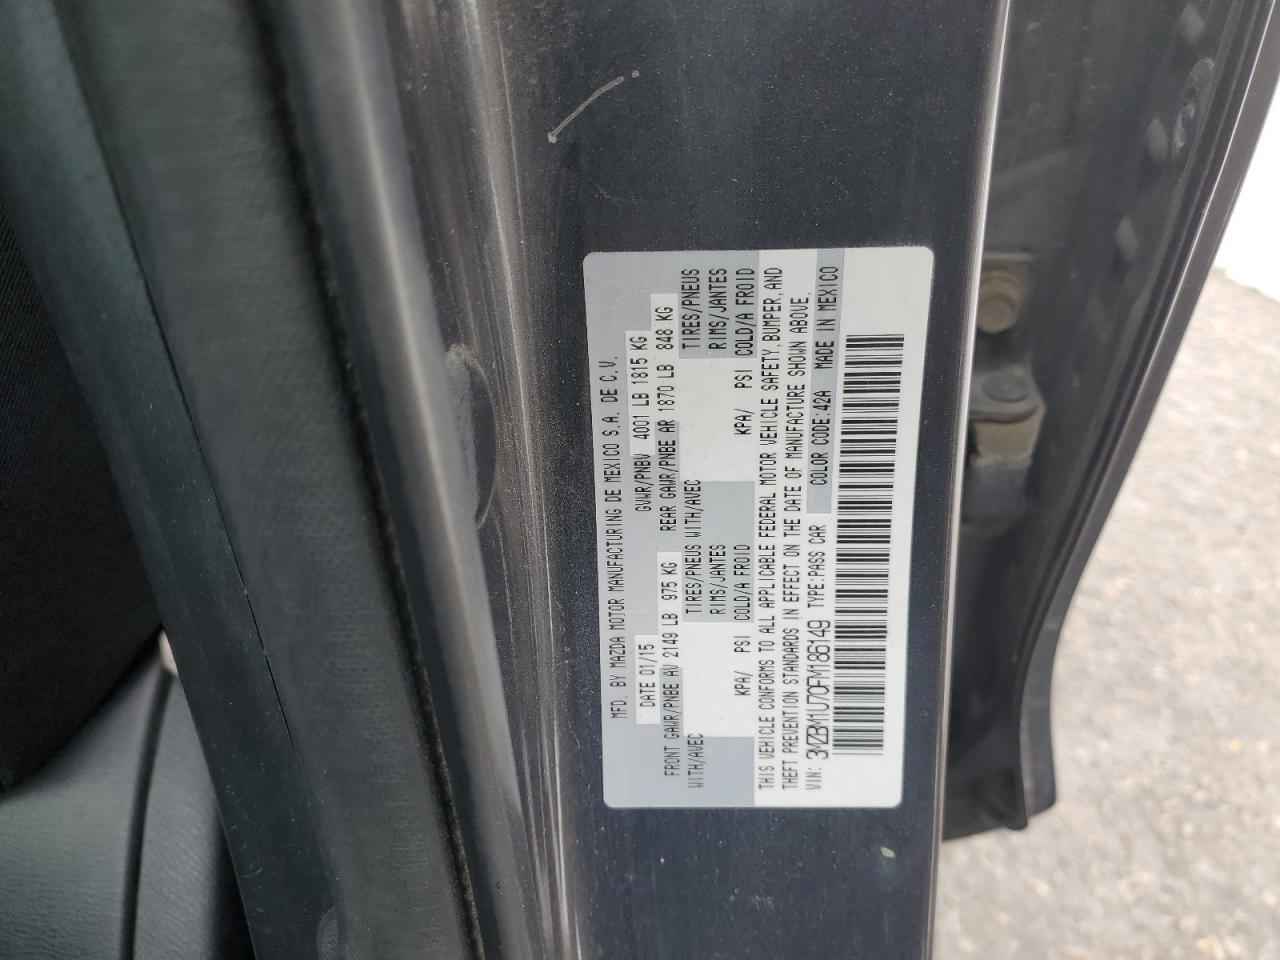 MFD. BY MAZDA MOTOR MANUFACTURING DE MEXICO S.A. DE C.V.
DATE 01/15 GVWR/PNBV 4001 LB 1815 KG
FRONT GAWR/PNBE AV 2149 LB 975 KG REAR GAWR/PNBE AR 1870 LB 848 KG
WITH/AVEC TIRES/PNEUS WITH/AVEC TIRES/PNEUS
RIMS/JANTES RIMS/JANTES
KPA/ PSI COLD/A FROID KPA/ PSI COLD/A FROID
THIS VEHICLE CONFORMS TO ALL APPLICABLE FEDERAL MOTOR VEHICLE SAFETY, BUMPER, AND
THEFT PREVENTION STANDARDS IN EFFECT ON THE DATE OF MANUFACTURE SHOWN ABOVE.
VIN: 3MZBM1U70FM186149 TYPE:PASS CAR COLOR CODE:42A MADE IN MEXICO